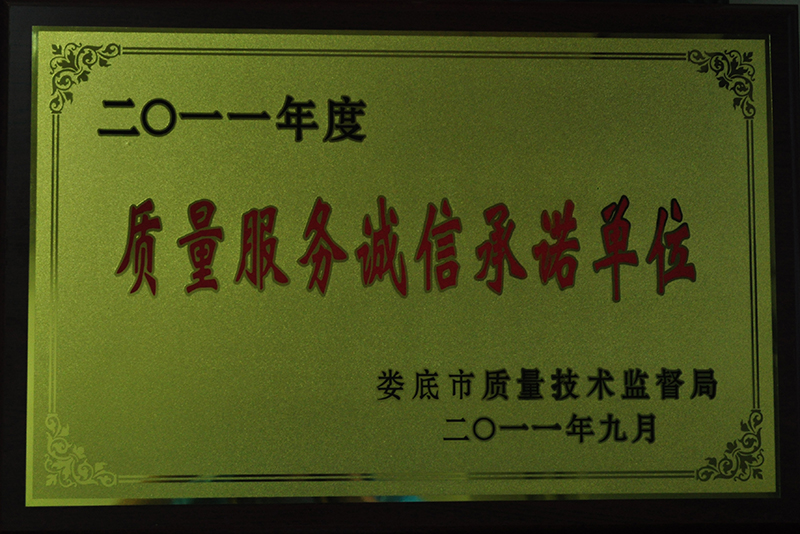 二〇一一年度
质量服务诚信承诺单位
娄底市质量技术监督局
二〇一一年九月